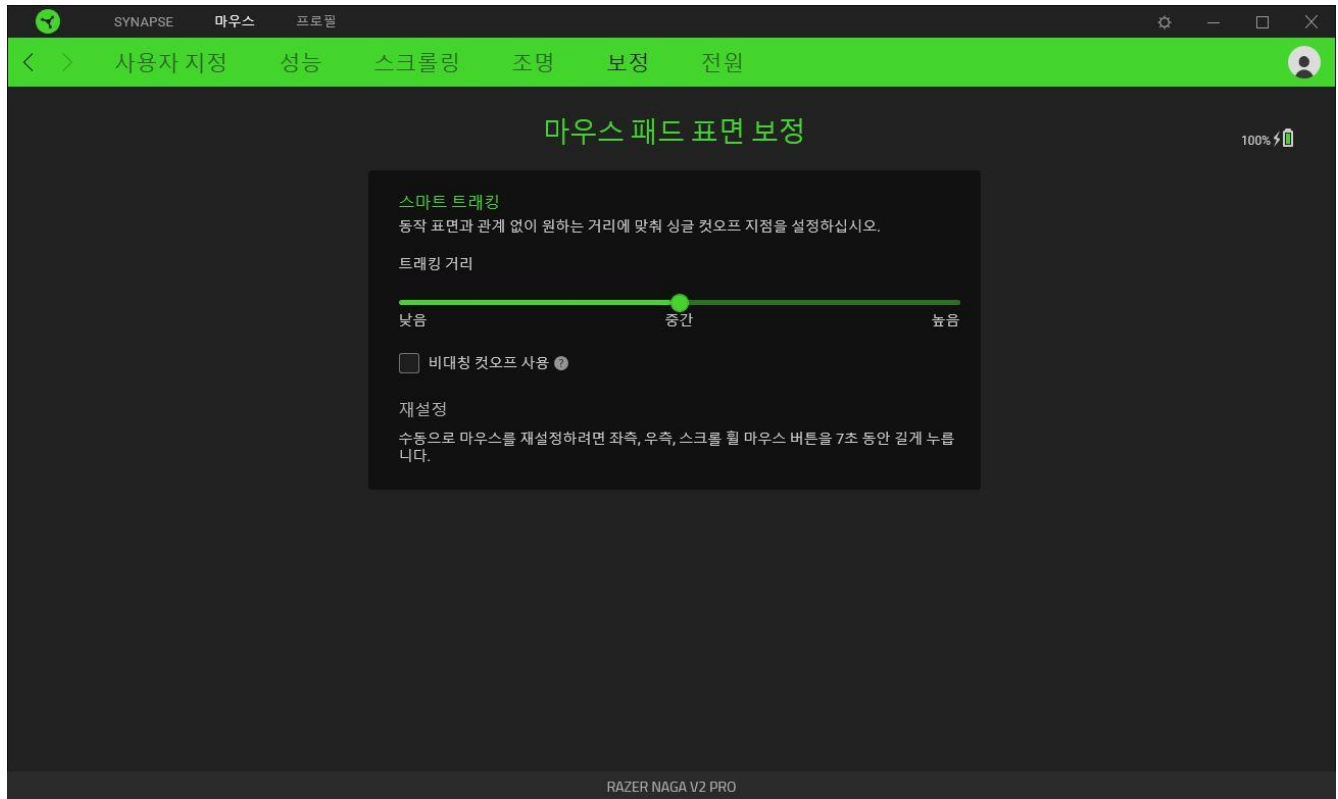 SYNAPSE 마우스 프로필
사용자 지정 성능 스크롤링 조명 보정 전원
마우스 패드 표면 보정
100%
스마트 트래킹
동작 표면과 관계 없이 원하는 거리에 맞춰 싱글 컷오프 지점을 설정하십시오.
트래킹 거리
낮음 중간 높음
비대칭 컷오프 사용 ?
재설정
수동으로 마우스를 재설정하려면 좌측, 우측, 스크롤 휠 마우스 버튼을 7초 동안 길게 누릅
니다.
RAZER NAGA V2 PRO